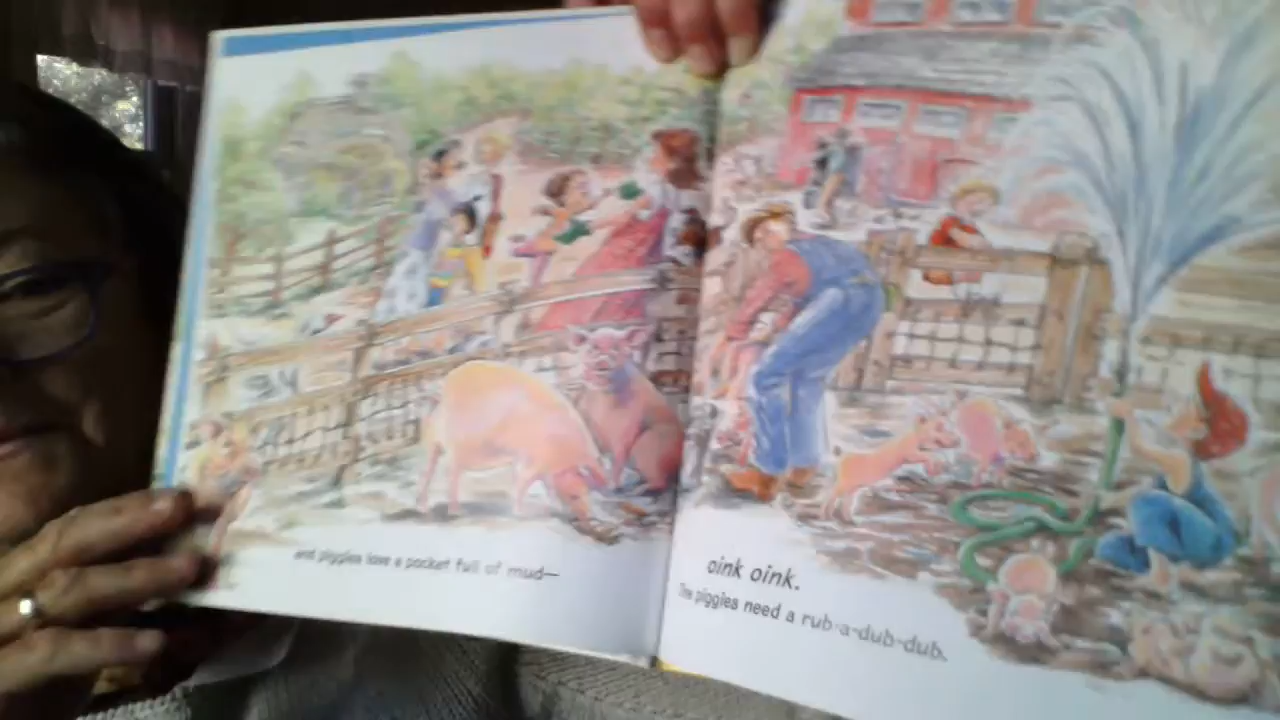 and piggies love a pocket full of mud—
oink oink.
The piggies need a rub-a-dub-dub.